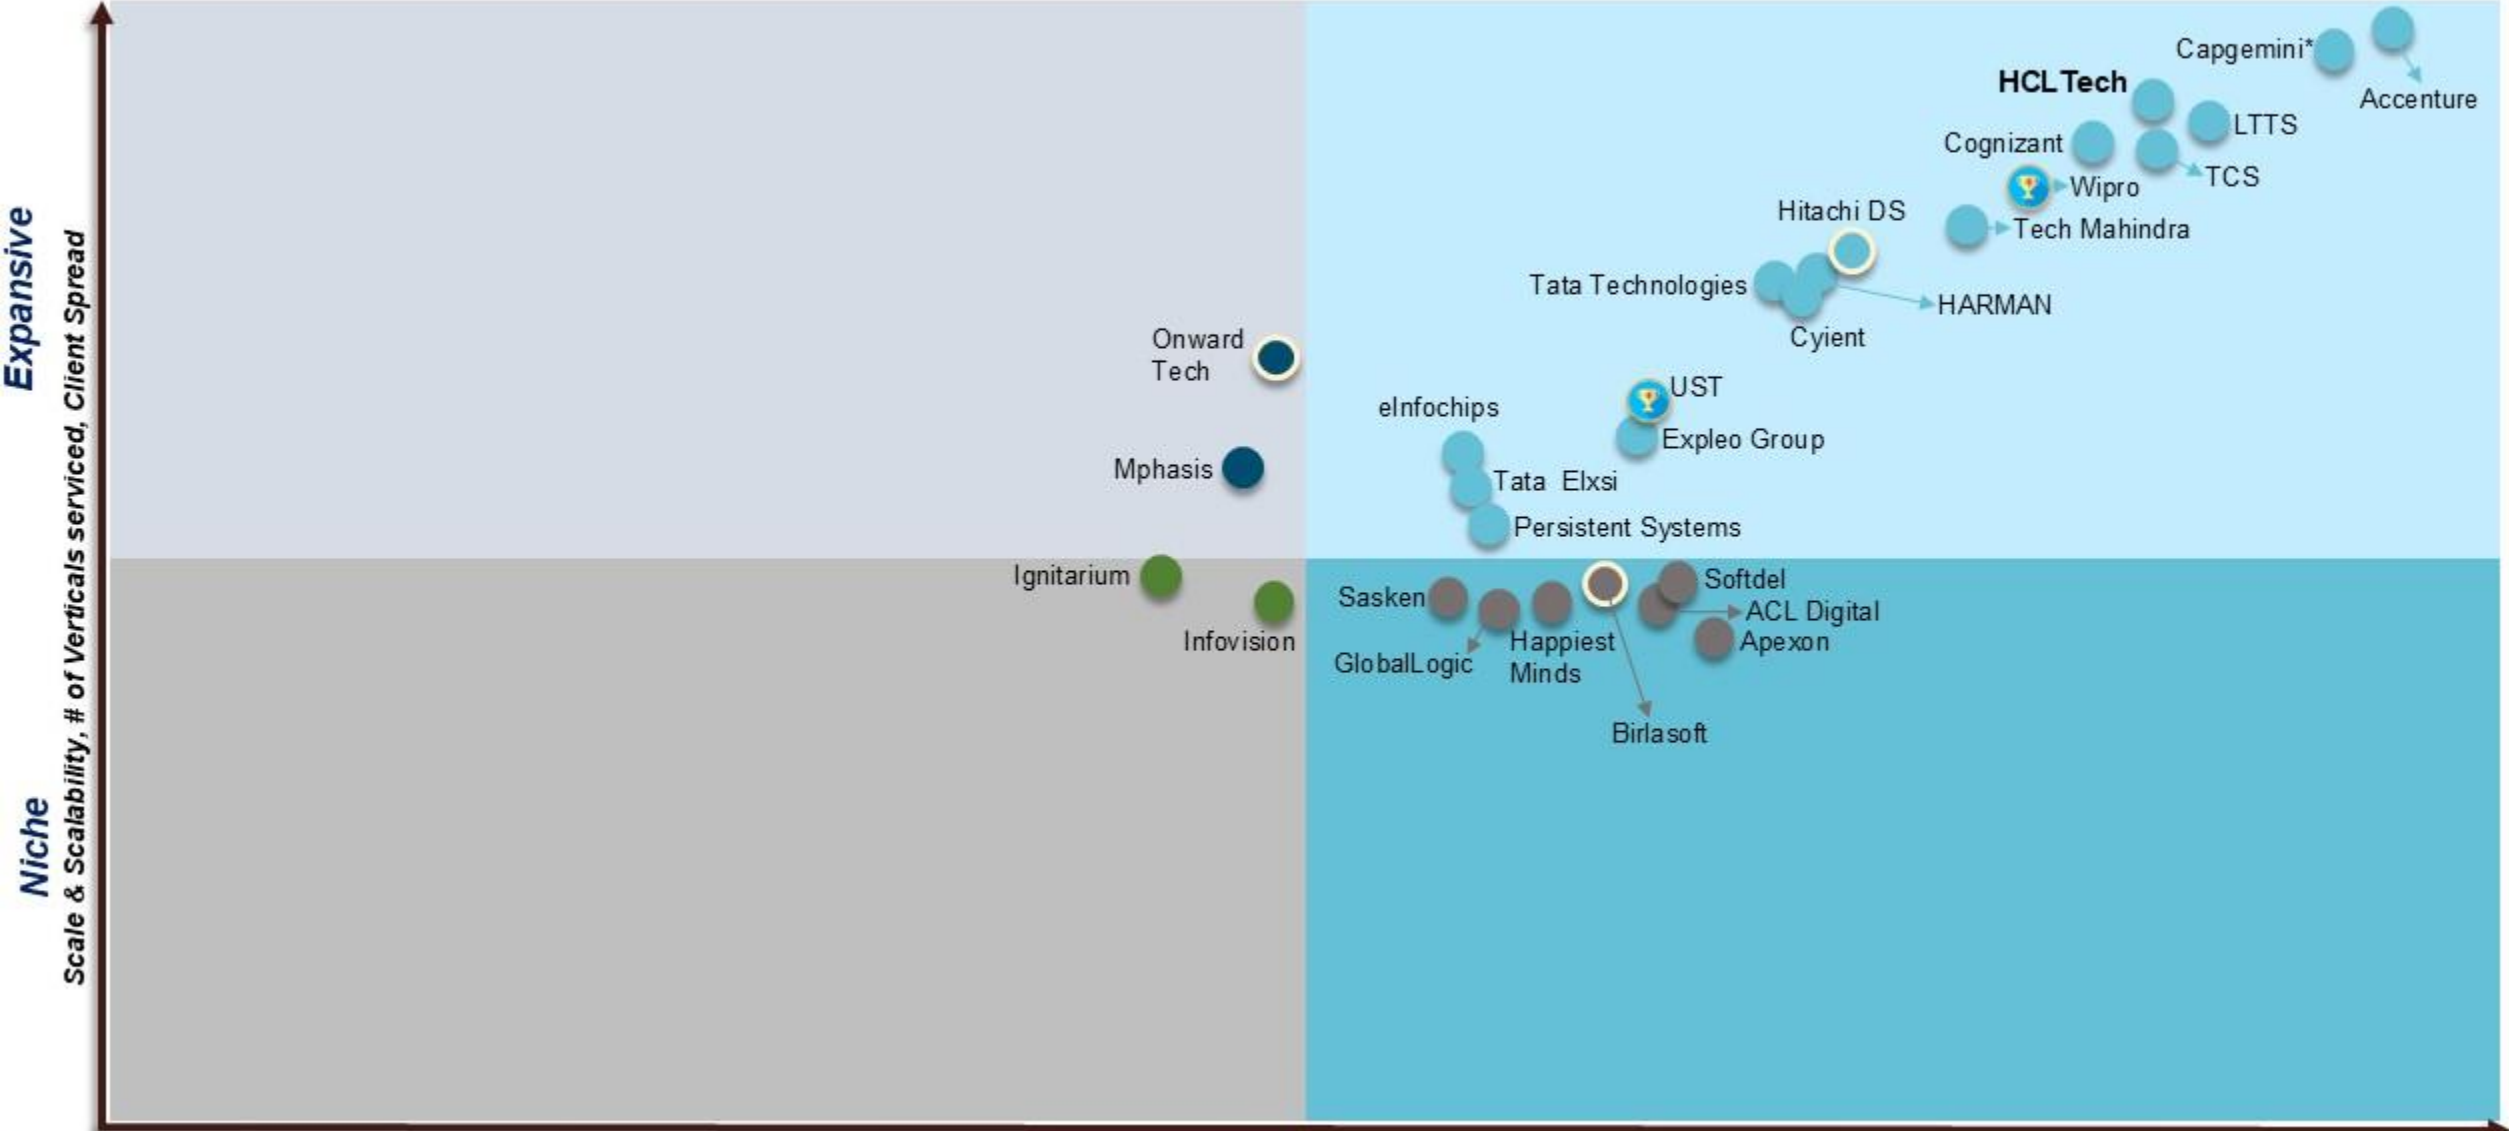 Expansive
Niche
Scale & Scalability, # of Verticals serviced, Client Spread
Capgemini*
Accenture
HCLTech
LTTS
Cognizant
TCS
Wipro
Hitachi DS
Tech Mahindra
Tata Technologies
HARMAN
Cyient
Onward
Tech
UST
eInfochips
Expleo Group
Mphasis
Tata Elxsi
Persistent Systems
Ignitarium
Infovision
Sasken
Softdel
ACL Digital
Apexon
GlobalLogic
Happiest
Minds
Birlasoft